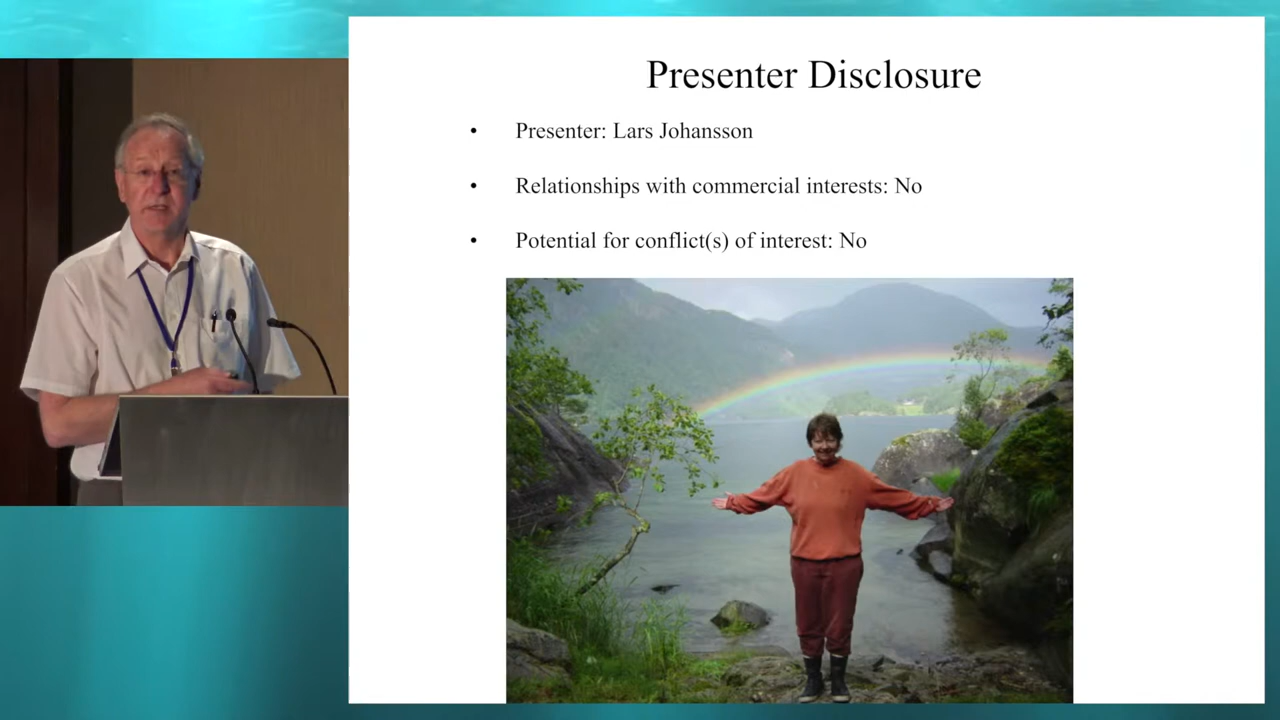 Presenter Disclosure
• Presenter: Lars Johansson
• Relationships with commercial interests: No
• Potential for conflict(s) of interest: No